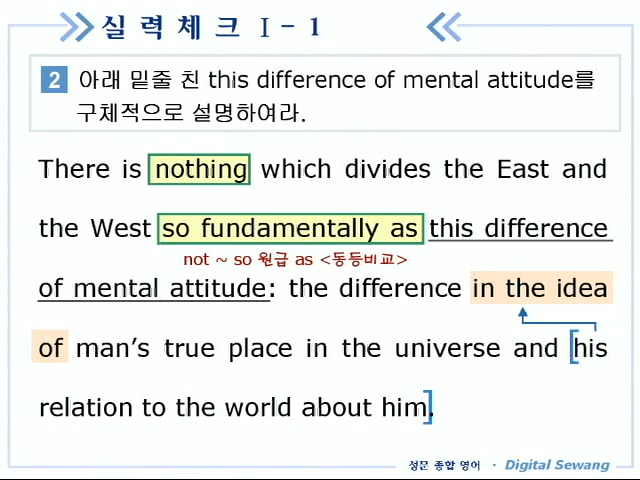 실력체크 I - 1
2 아래 밑줄 친 this difference of mental attitude를
구체적으로 설명하여라.
There is nothing which divides the East and
the West so fundamentally as this difference
not ~ so 원급 as <동등비교>
of mental attitude: the difference in the idea
of man's true place in the universe and [his
relation to the world about him.]
성문 종합 영어 · Digital Sewang